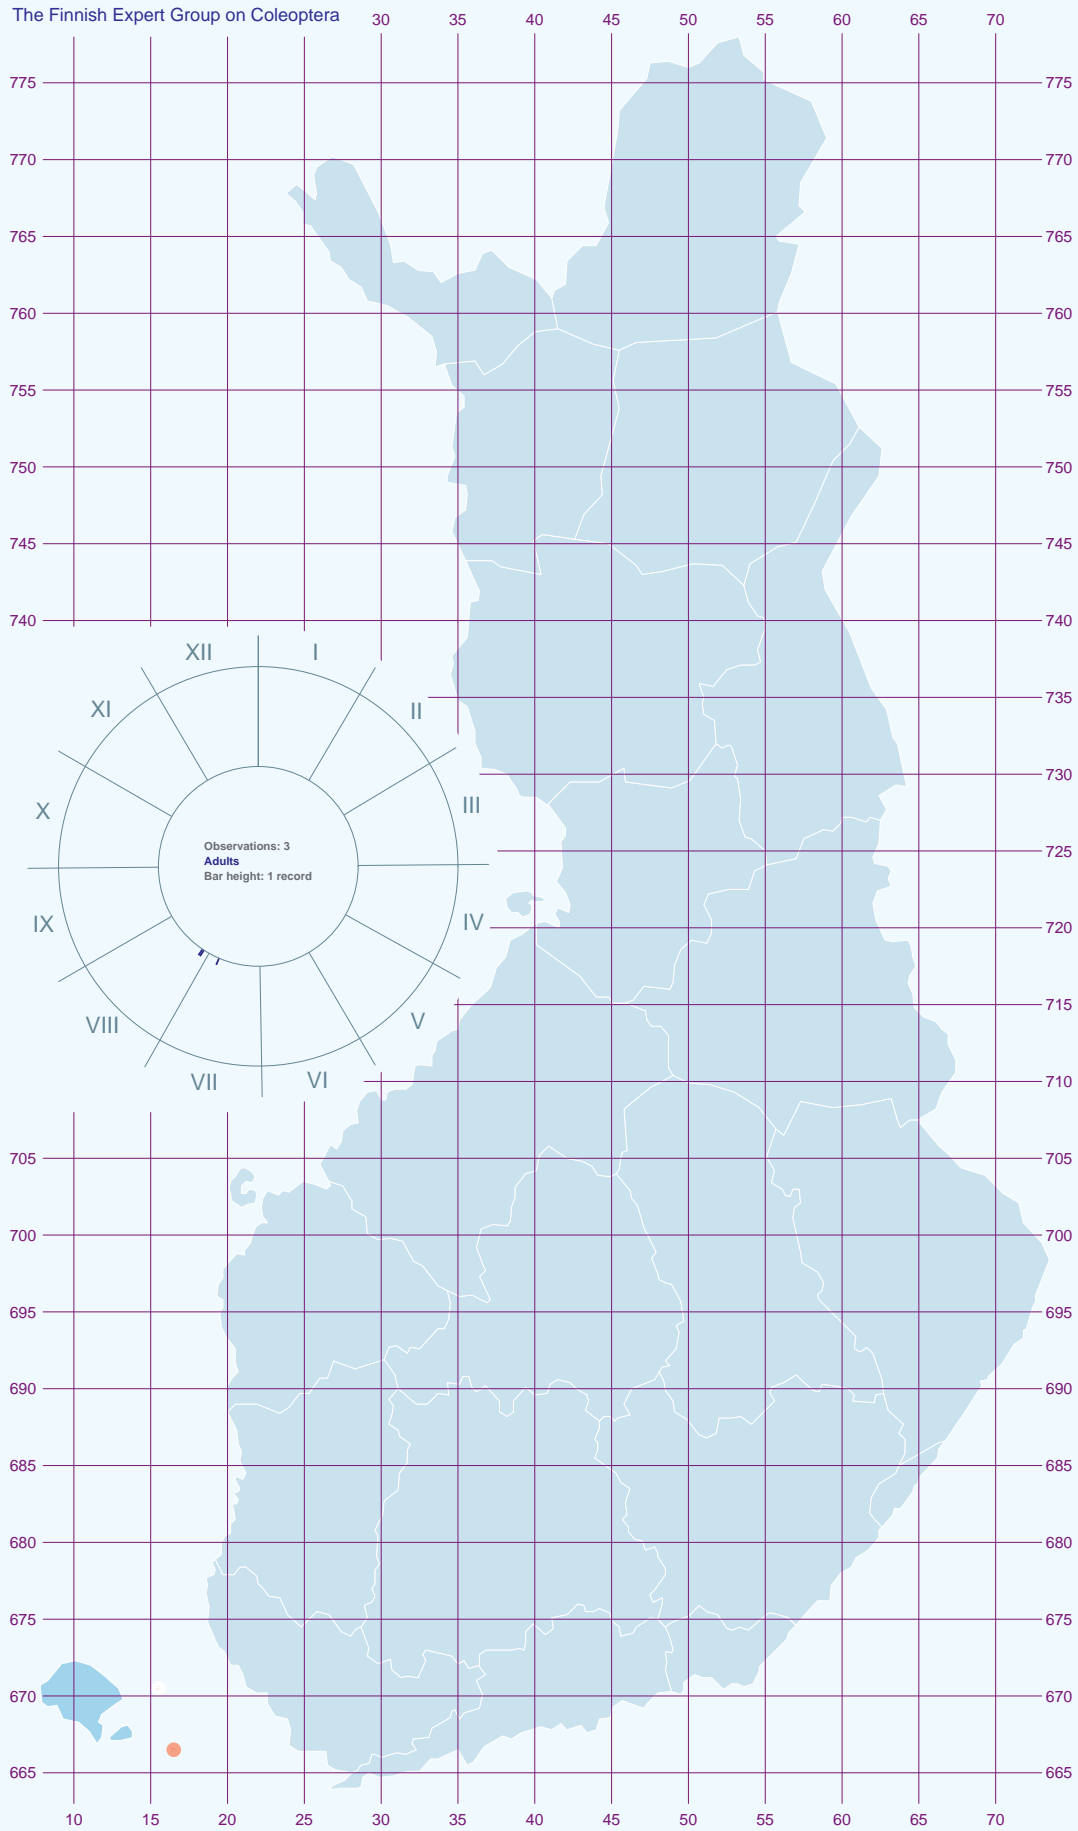 The Finnish Expert Group on Coleoptera
30 40 45 50 55 60 65 70
775 775
770 770
765 765
760 760
755 755
750 750
745 745
740 740
XII I
XI II
735
730
X III
Observations: 3
Adults
Bar height: 1 record
725
IX IV
720
715
VIII V
VII VI
710
705 705
700 700
695 695
690 690
685 685
680 680
675 675
670 670
665 665
10 15 20 25 30 35 40 45 50 55 60 65 70